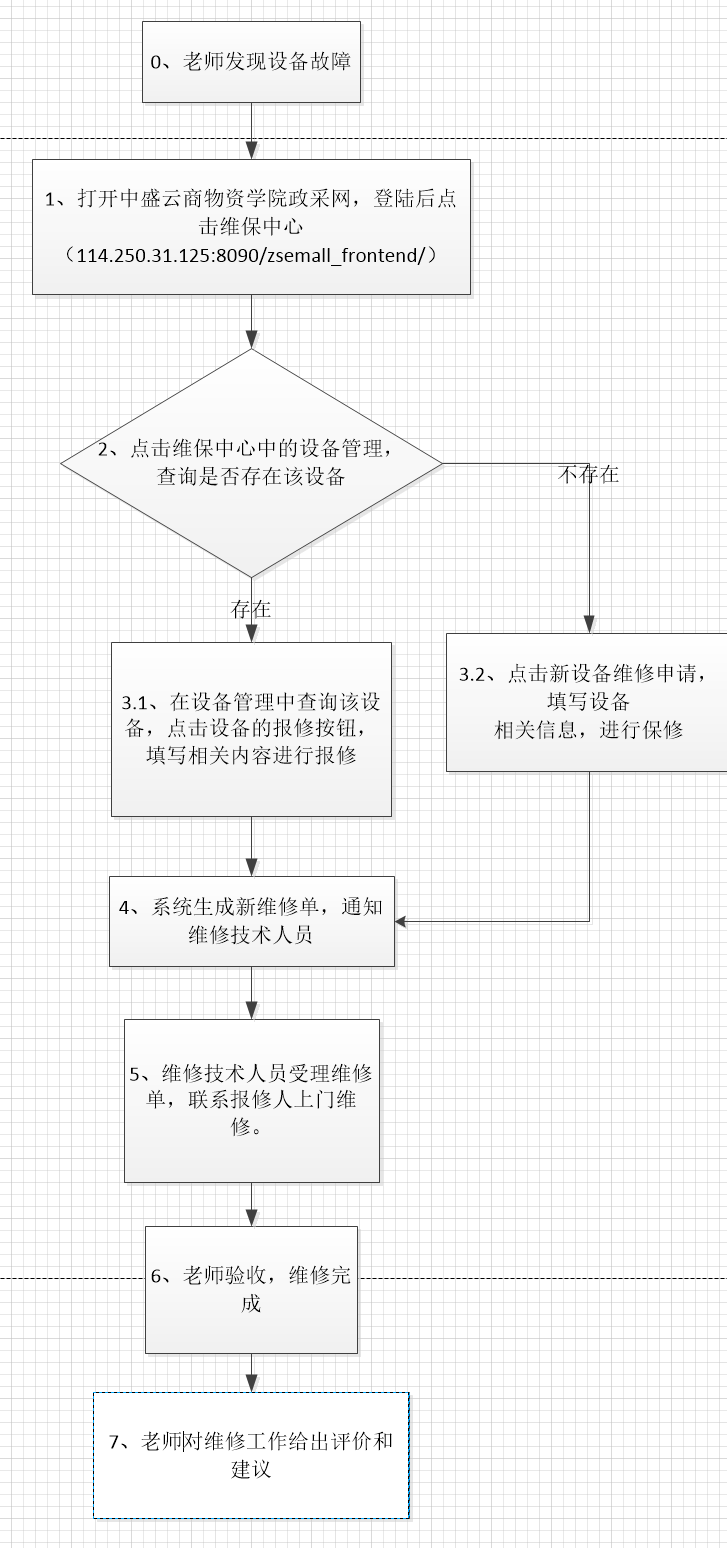 0、老师发现设备故障
1、打开中盛云商物资学院政采网，登陆后点
击维保中心
（114.250.31.125:8090/zsemall_frontend/）
2、点击维保中心中的设备管理，
查询是否存在该设备
不存在
存在
3.1、在设备管理中查询该设
备，点击设备的报修按钮，
填写相关内容进行报修
3.2、点击新设备维修申请，
填写设备
相关信息，进行保修
4、系统生成新维修单，通知
维修技术人员
5、维修技术人员受理维修
单，联系报修人上门维
修。
6、老师验收，维修完
成
7、老师对维修工作给出评价和
建议